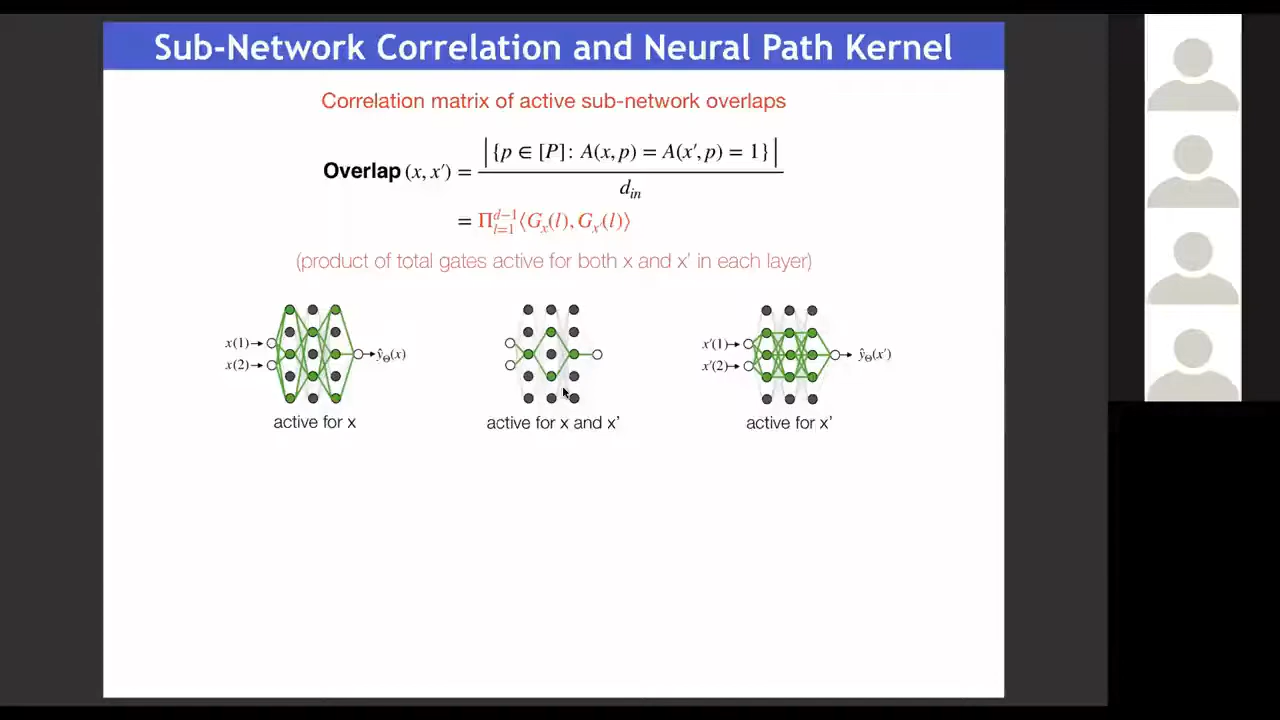 Sub-Network Correlation and Neural Path Kernel
Correlation matrix of active sub-network overlaps
Overlap (x, x′) = |{p ∈ [P]: A(x, p) = A(x′, p) = 1}| / d_in
= Π_{l=1}^{d−1}⟨G_x(l), G_x′(l)⟩
(product of total gates active for both x and x' in each layer)
x(1) → ŷ_Θ(x)
x(2)
x′(1) → ŷ_Θ(x′)
x′(2)
active for x
active for x and x'
active for x'